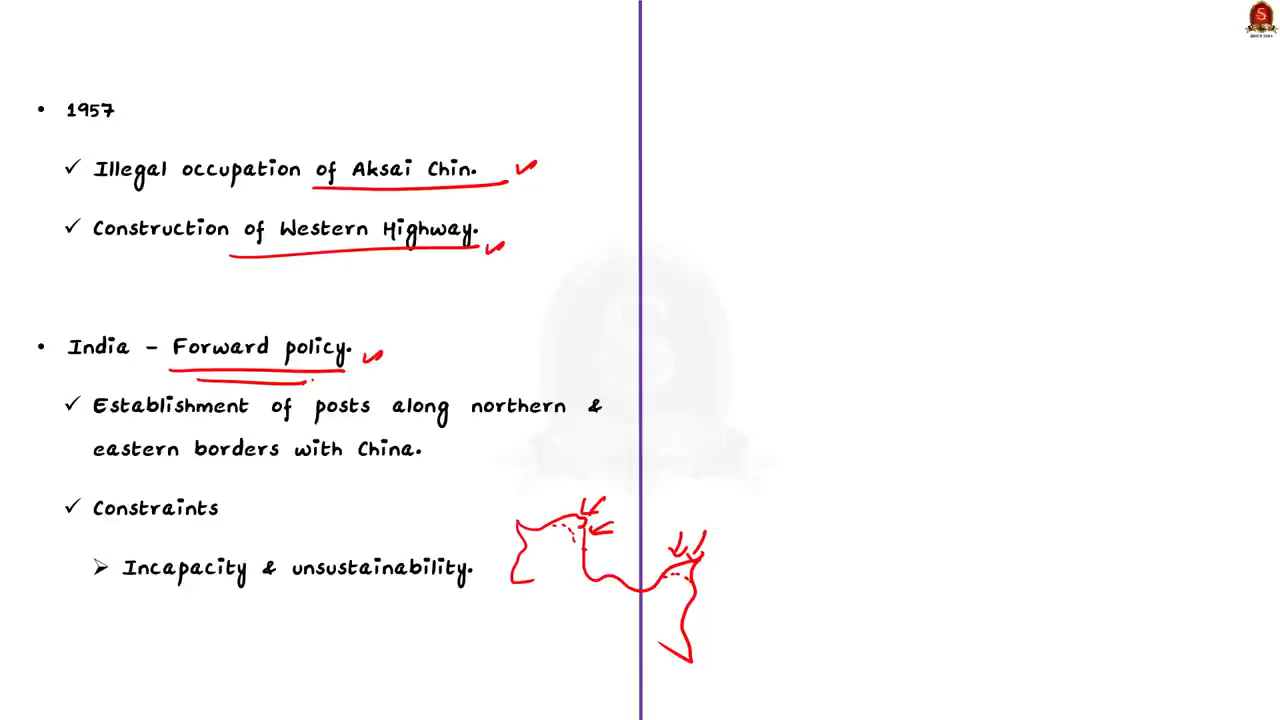 • 1957
✓ Illegal occupation of Aksai Chin.
✓ Construction of Western Highway.
• India - Forward policy.
✓ Establishment of posts along northern &
eastern borders with China.
✓ Constraints
➢ Incapacity & unsustainability.